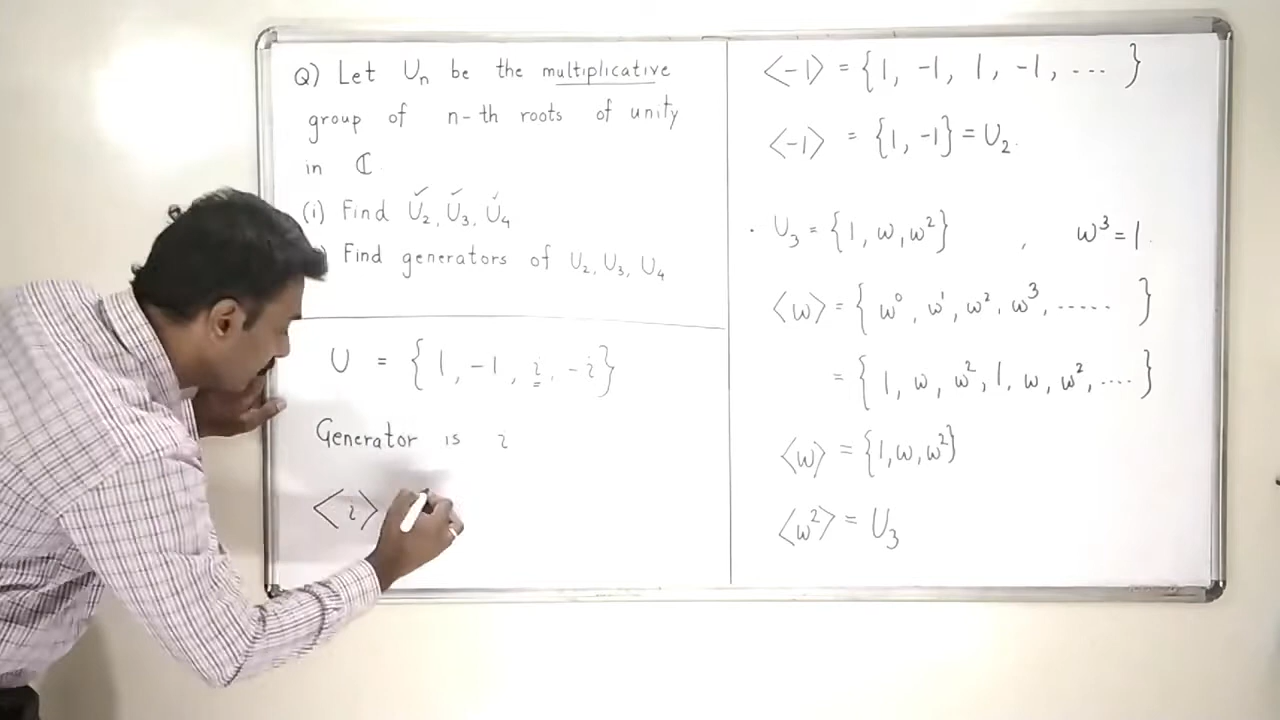 Q) Let Uₙ be the multiplicative
group of n-th roots of unity
in ℂ.
(i) Find U₂, U₃, U₄
) Find generators of U₂, U₃, U₄
U = {1, -1, i, -i}
Generator is i
⟨i⟩
⟨-1⟩ = {1, -1, 1, -1, ... }
⟨-1⟩ = {1, -1} = U₂.
· U₃ = {1, ω, ω²} , ω³ = 1.
⟨ω⟩ = { ω⁰, ω¹, ω², ω³, ..... }
= { 1, ω, ω², 1, ω, ω², .... }
⟨ω⟩ = {1, ω, ω²}
⟨ω²⟩ = U₃